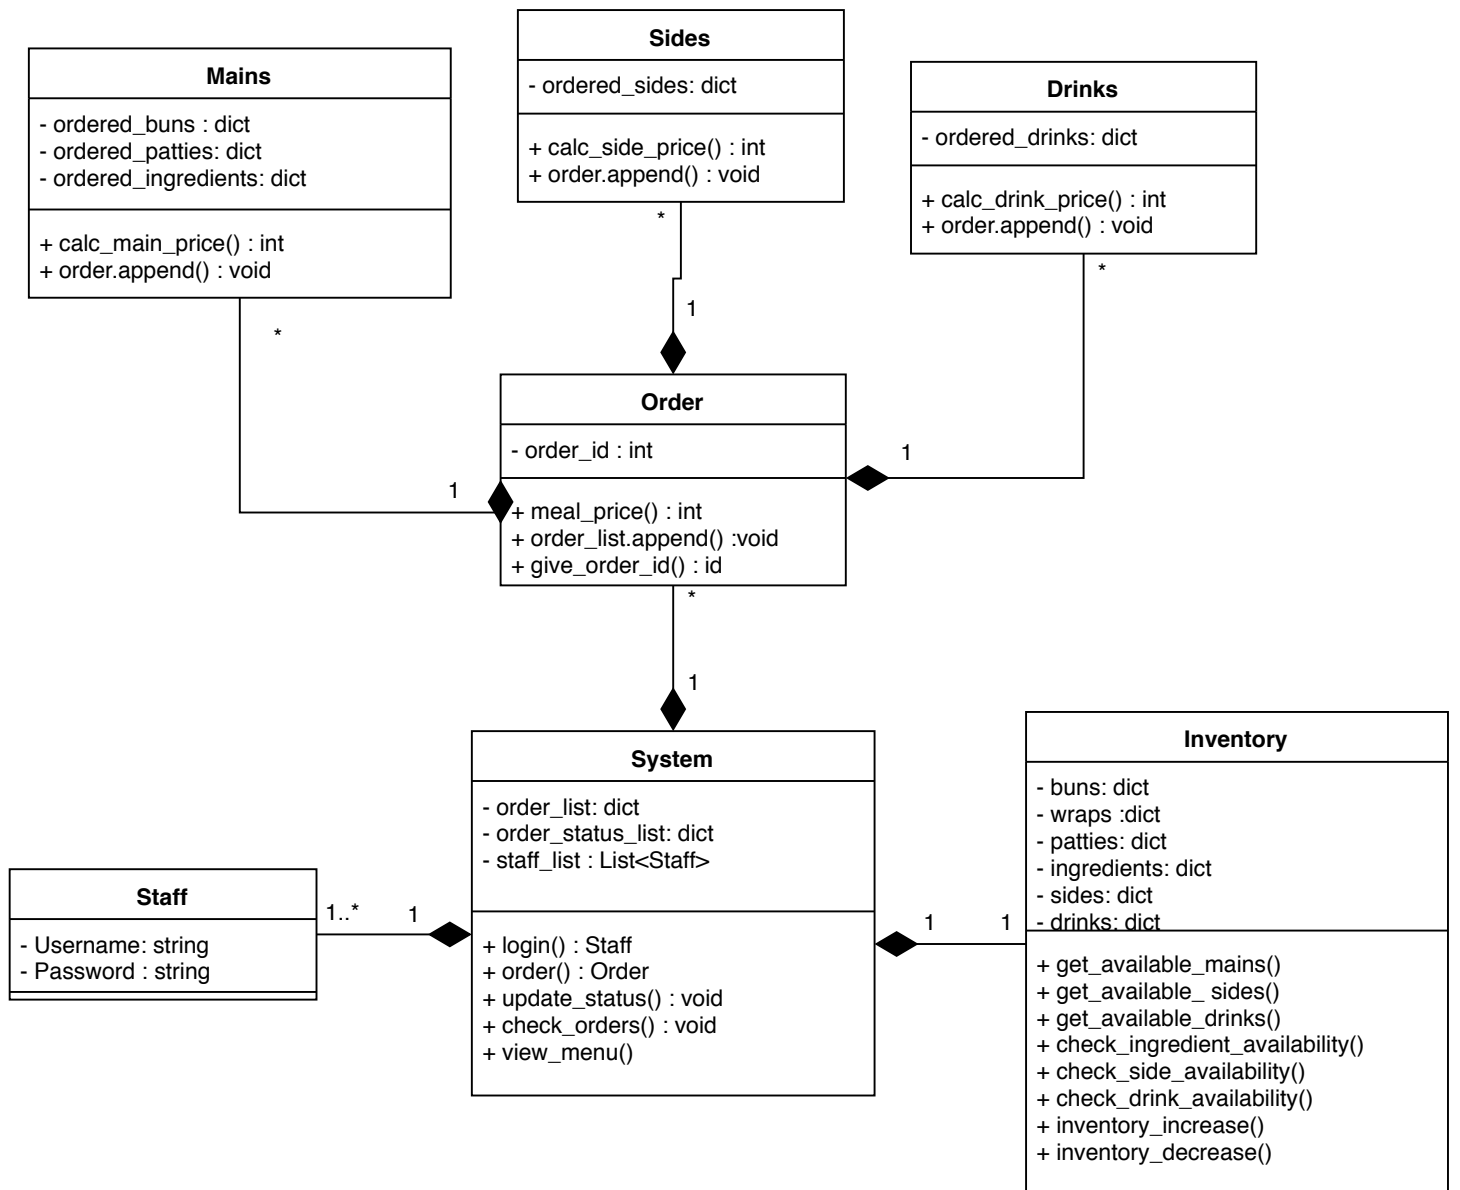 Sides
- ordered_sides: dict
+ calc_side_price() : int
+ order.append() : void
*
1
Mains
- ordered_buns : dict
- ordered_patties: dict
- ordered_ingredients: dict
+ calc_main_price() : int
+ order.append() : void
*
1
Drinks
- ordered_drinks: dict
+ calc_drink_price() : int
+ order.append() : void
*
1
Order
- order_id : int
+ meal_price() : int
+ order_list.append() :void
+ give_order_id() : id
*
1
System
- order_list: dict
- order_status_list: dict
- staff_list : List<Staff>
+ login() : Staff
+ order() : Order
+ update_status() : void
+ check_orders() : void
+ view_menu()
Staff
- Username: string
- Password : string
1..*
1
1
1
Inventory
- buns: dict
- wraps :dict
- patties: dict
- ingredients: dict
- sides: dict
- drinks: dict
+ get_available_mains()
+ get_available_ sides()
+ get_available_drinks()
+ check_ingredient_availability()
+ check_side_availability()
+ check_drink_availability()
+ inventory_increase()
+ inventory_decrease()